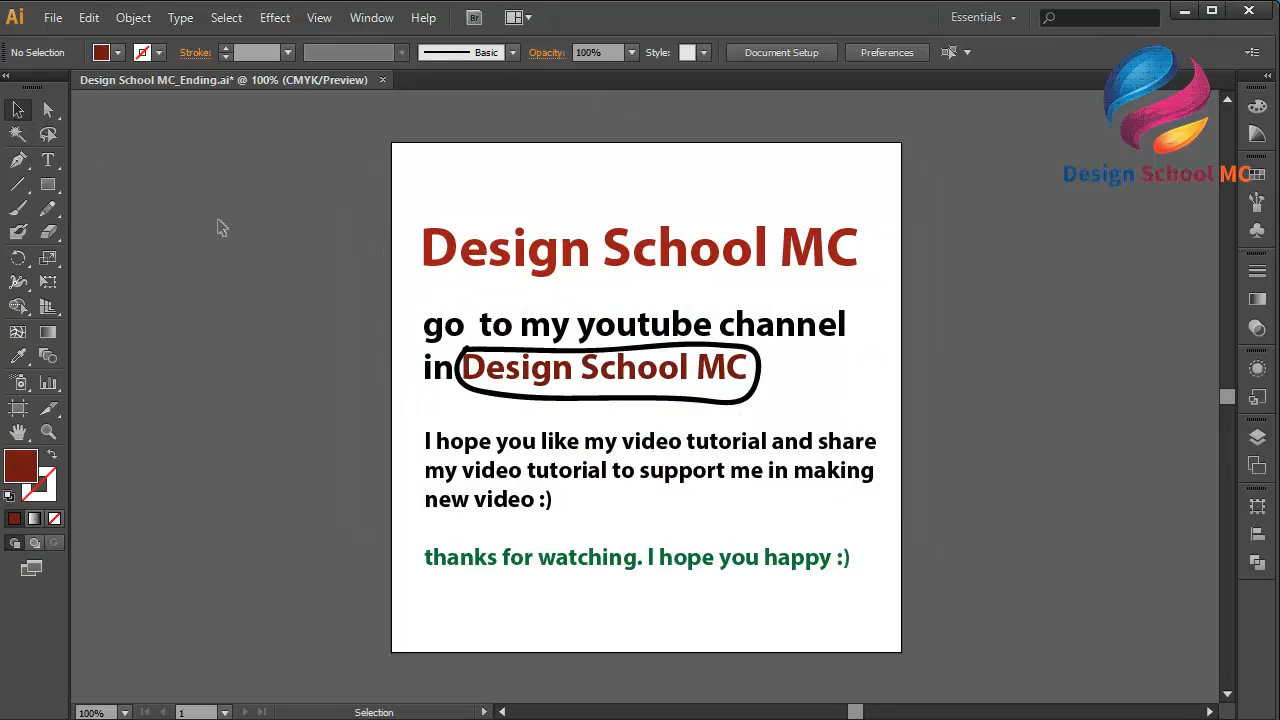 Ai File Edit Object Type Select Effect View Window Help Br Essentials
No Selection Stroke: Basic Opacity: 100% Style: Document Setup Preferences
Design School MC_Ending.ai* @ 100% (CMYK/Preview)
Design School MC
Design School MC
go to my youtube channel
in Design School MC
I hope you like my video tutorial and share
my video tutorial to support me in making
new video :)
thanks for watching. I hope you happy :)
100% 1 Selection